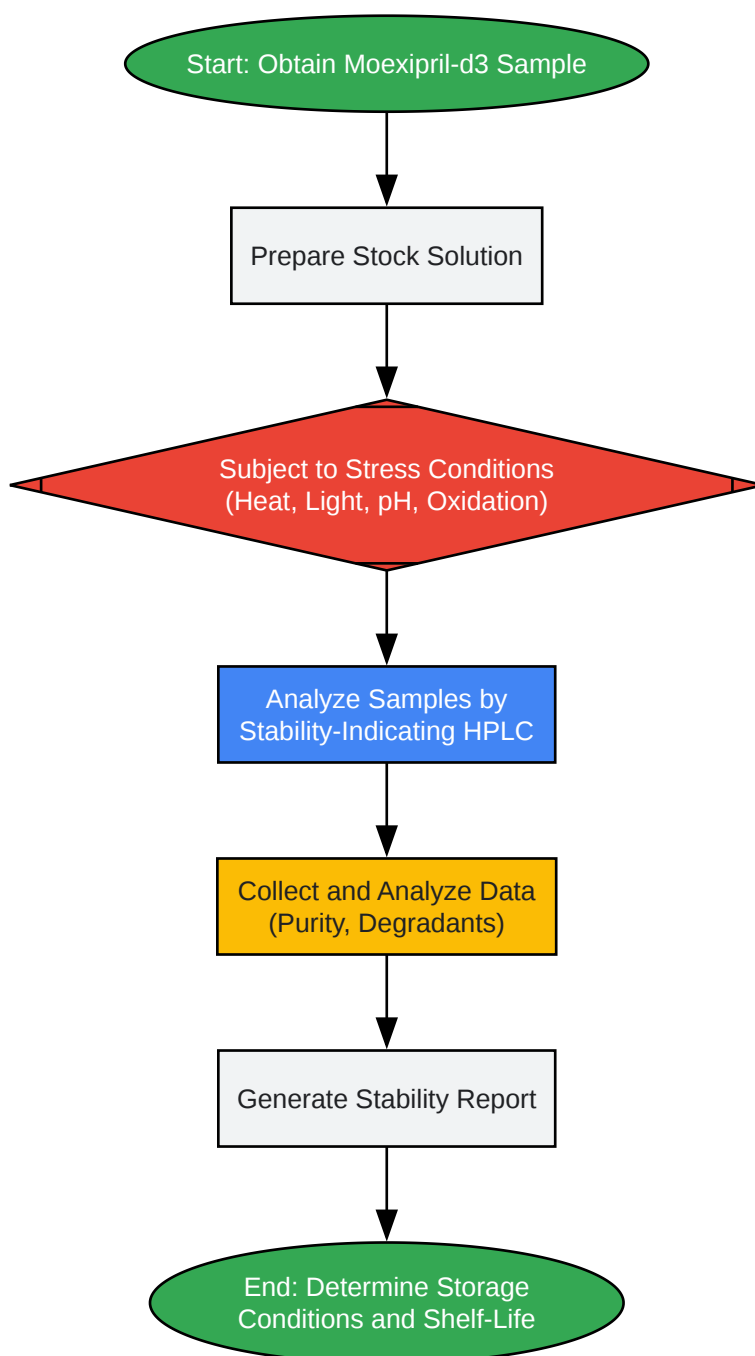 Start: Obtain Moexipril-d3 Sample
Prepare Stock Solution
Subject to Stress Conditions
(Heat, Light, pH, Oxidation)
Analyze Samples by
Stability-Indicating HPLC
Collect and Analyze Data
(Purity, Degradants)
Generate Stability Report
End: Determine Storage
Conditions and Shelf-Life